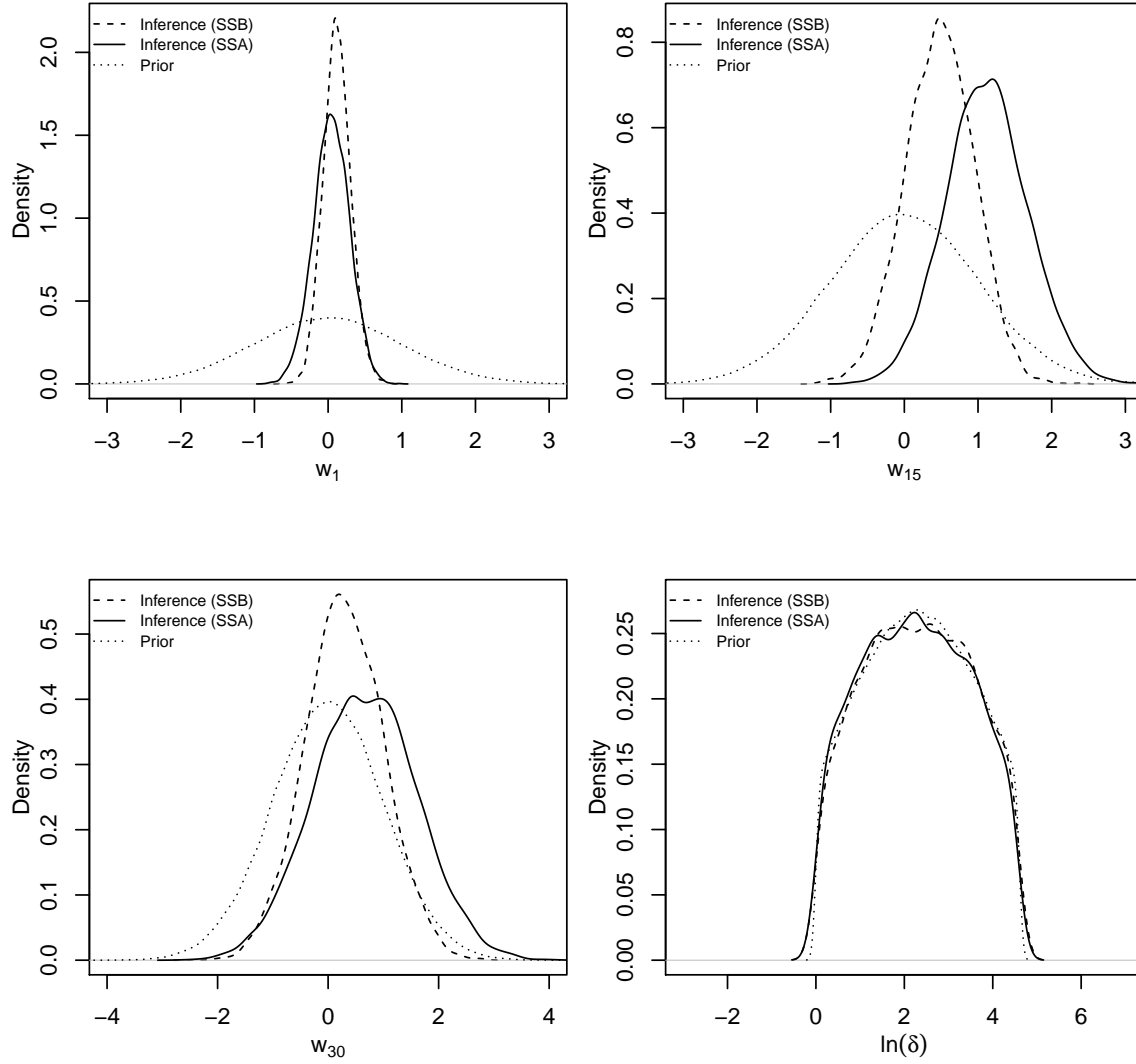 Inference (SSB)
Inference (SSA)
Prior
Density
0.0 0.5 1.0 1.5 2.0
−3 −2 −1 0 1 2 3
w1
Inference (SSB)
Inference (SSA)
Prior
Density
0.0 0.2 0.4 0.6 0.8
−3 −2 −1 0 1 2 3
w15
Inference (SSB)
Inference (SSA)
Prior
Density
0.0 0.1 0.2 0.3 0.4 0.5
−4 −2 0 2 4
w30
Inference (SSB)
Inference (SSA)
Prior
Density
0.00 0.05 0.10 0.15 0.20 0.25
−2 0 2 4 6
ln(δ)